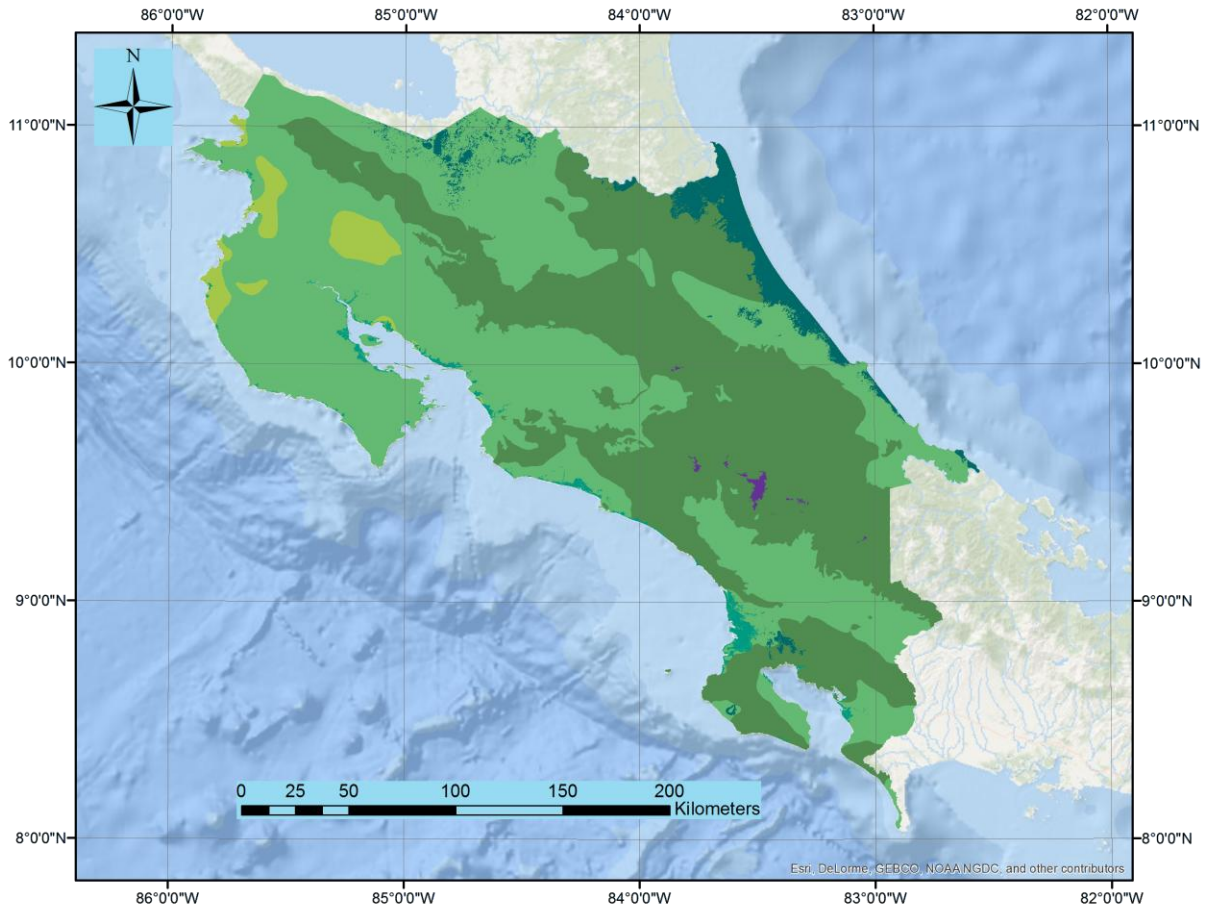 86°0'0"W 85°0'0"W 84°0'0"W 83°0'0"W 82°0'0"W
N
11°0'0"N 11°0'0"N
10°0'0"N 10°0'0"N
9°0'0"N 9°0'0"N
0 25 50 100 150 200
Kilometers
8°0'0"N 8°0'0"N
Esri, DeLorme, GEBCO, NOAA NGDC, and other contributors
86°0'0"W 85°0'0"W 84°0'0"W 83°0'0"W 82°0'0"W